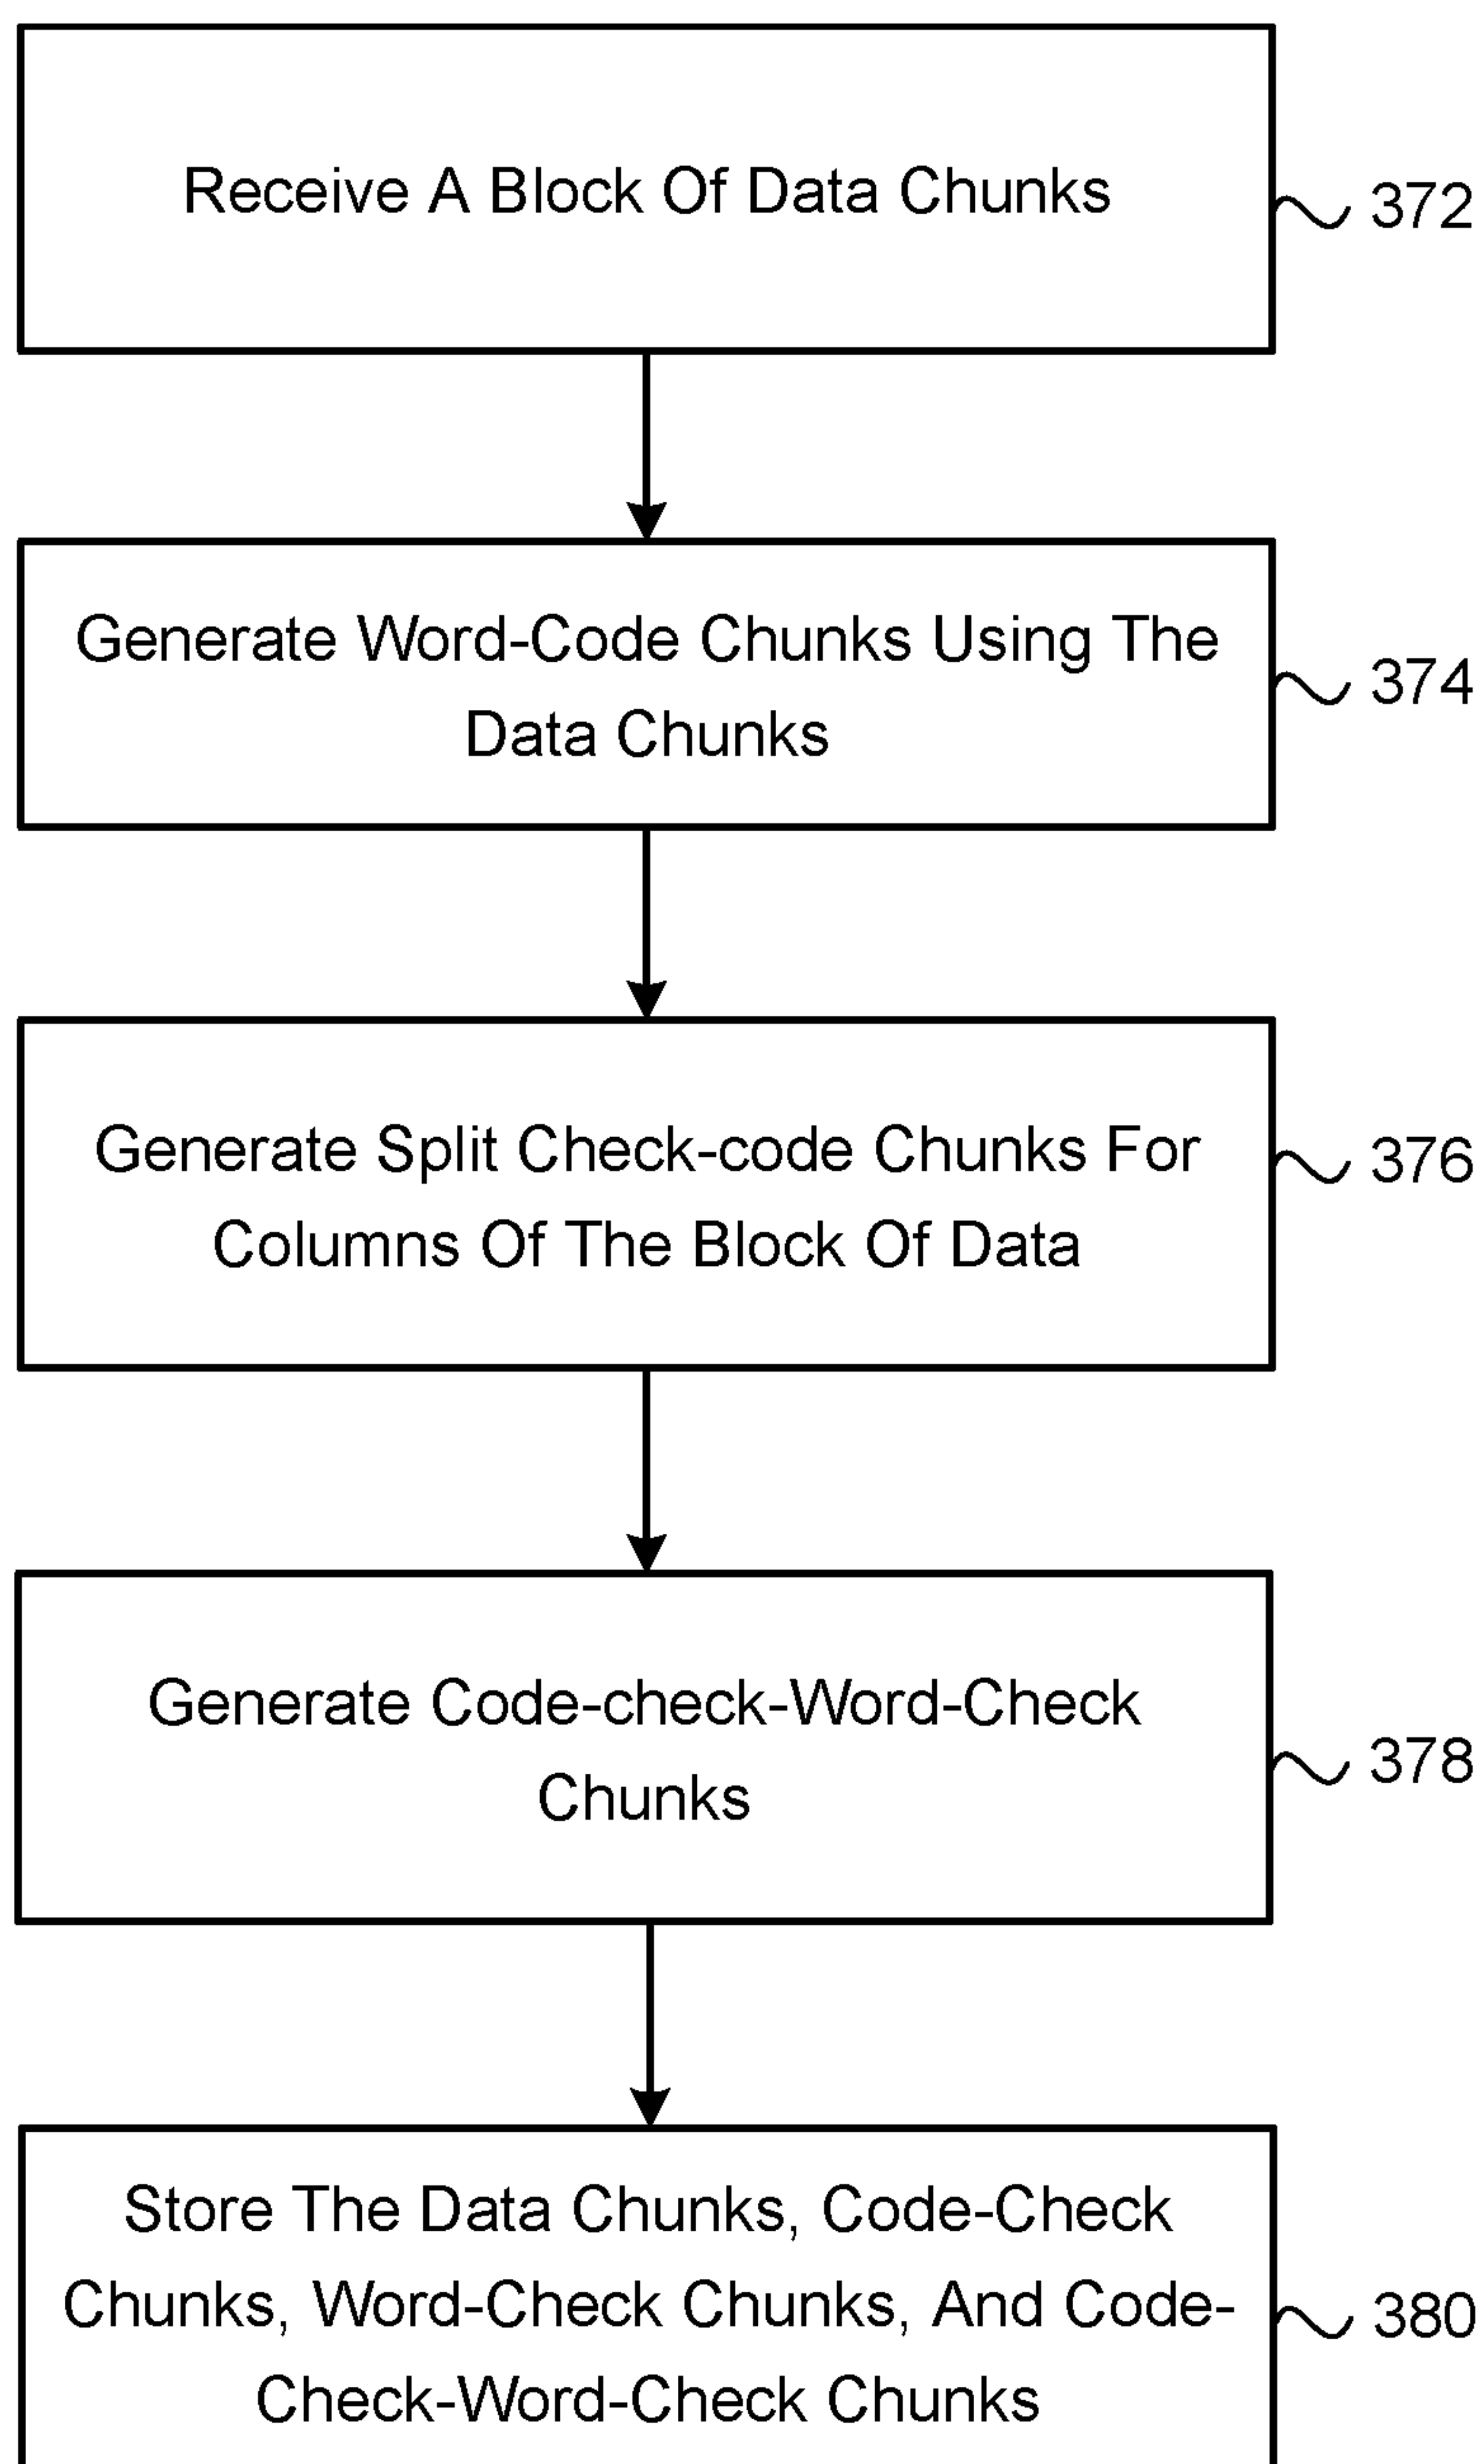 Receive A Block Of Data Chunks
372
Generate Word-Code Chunks Using The
Data Chunks
374
Generate Split Check-code Chunks For
Columns Of The Block Of Data
376
Generate Code-check-Word-Check
Chunks
378
Store The Data Chunks, Code-Check
Chunks, Word-Check Chunks, And Code-
Check-Word-Check Chunks
380